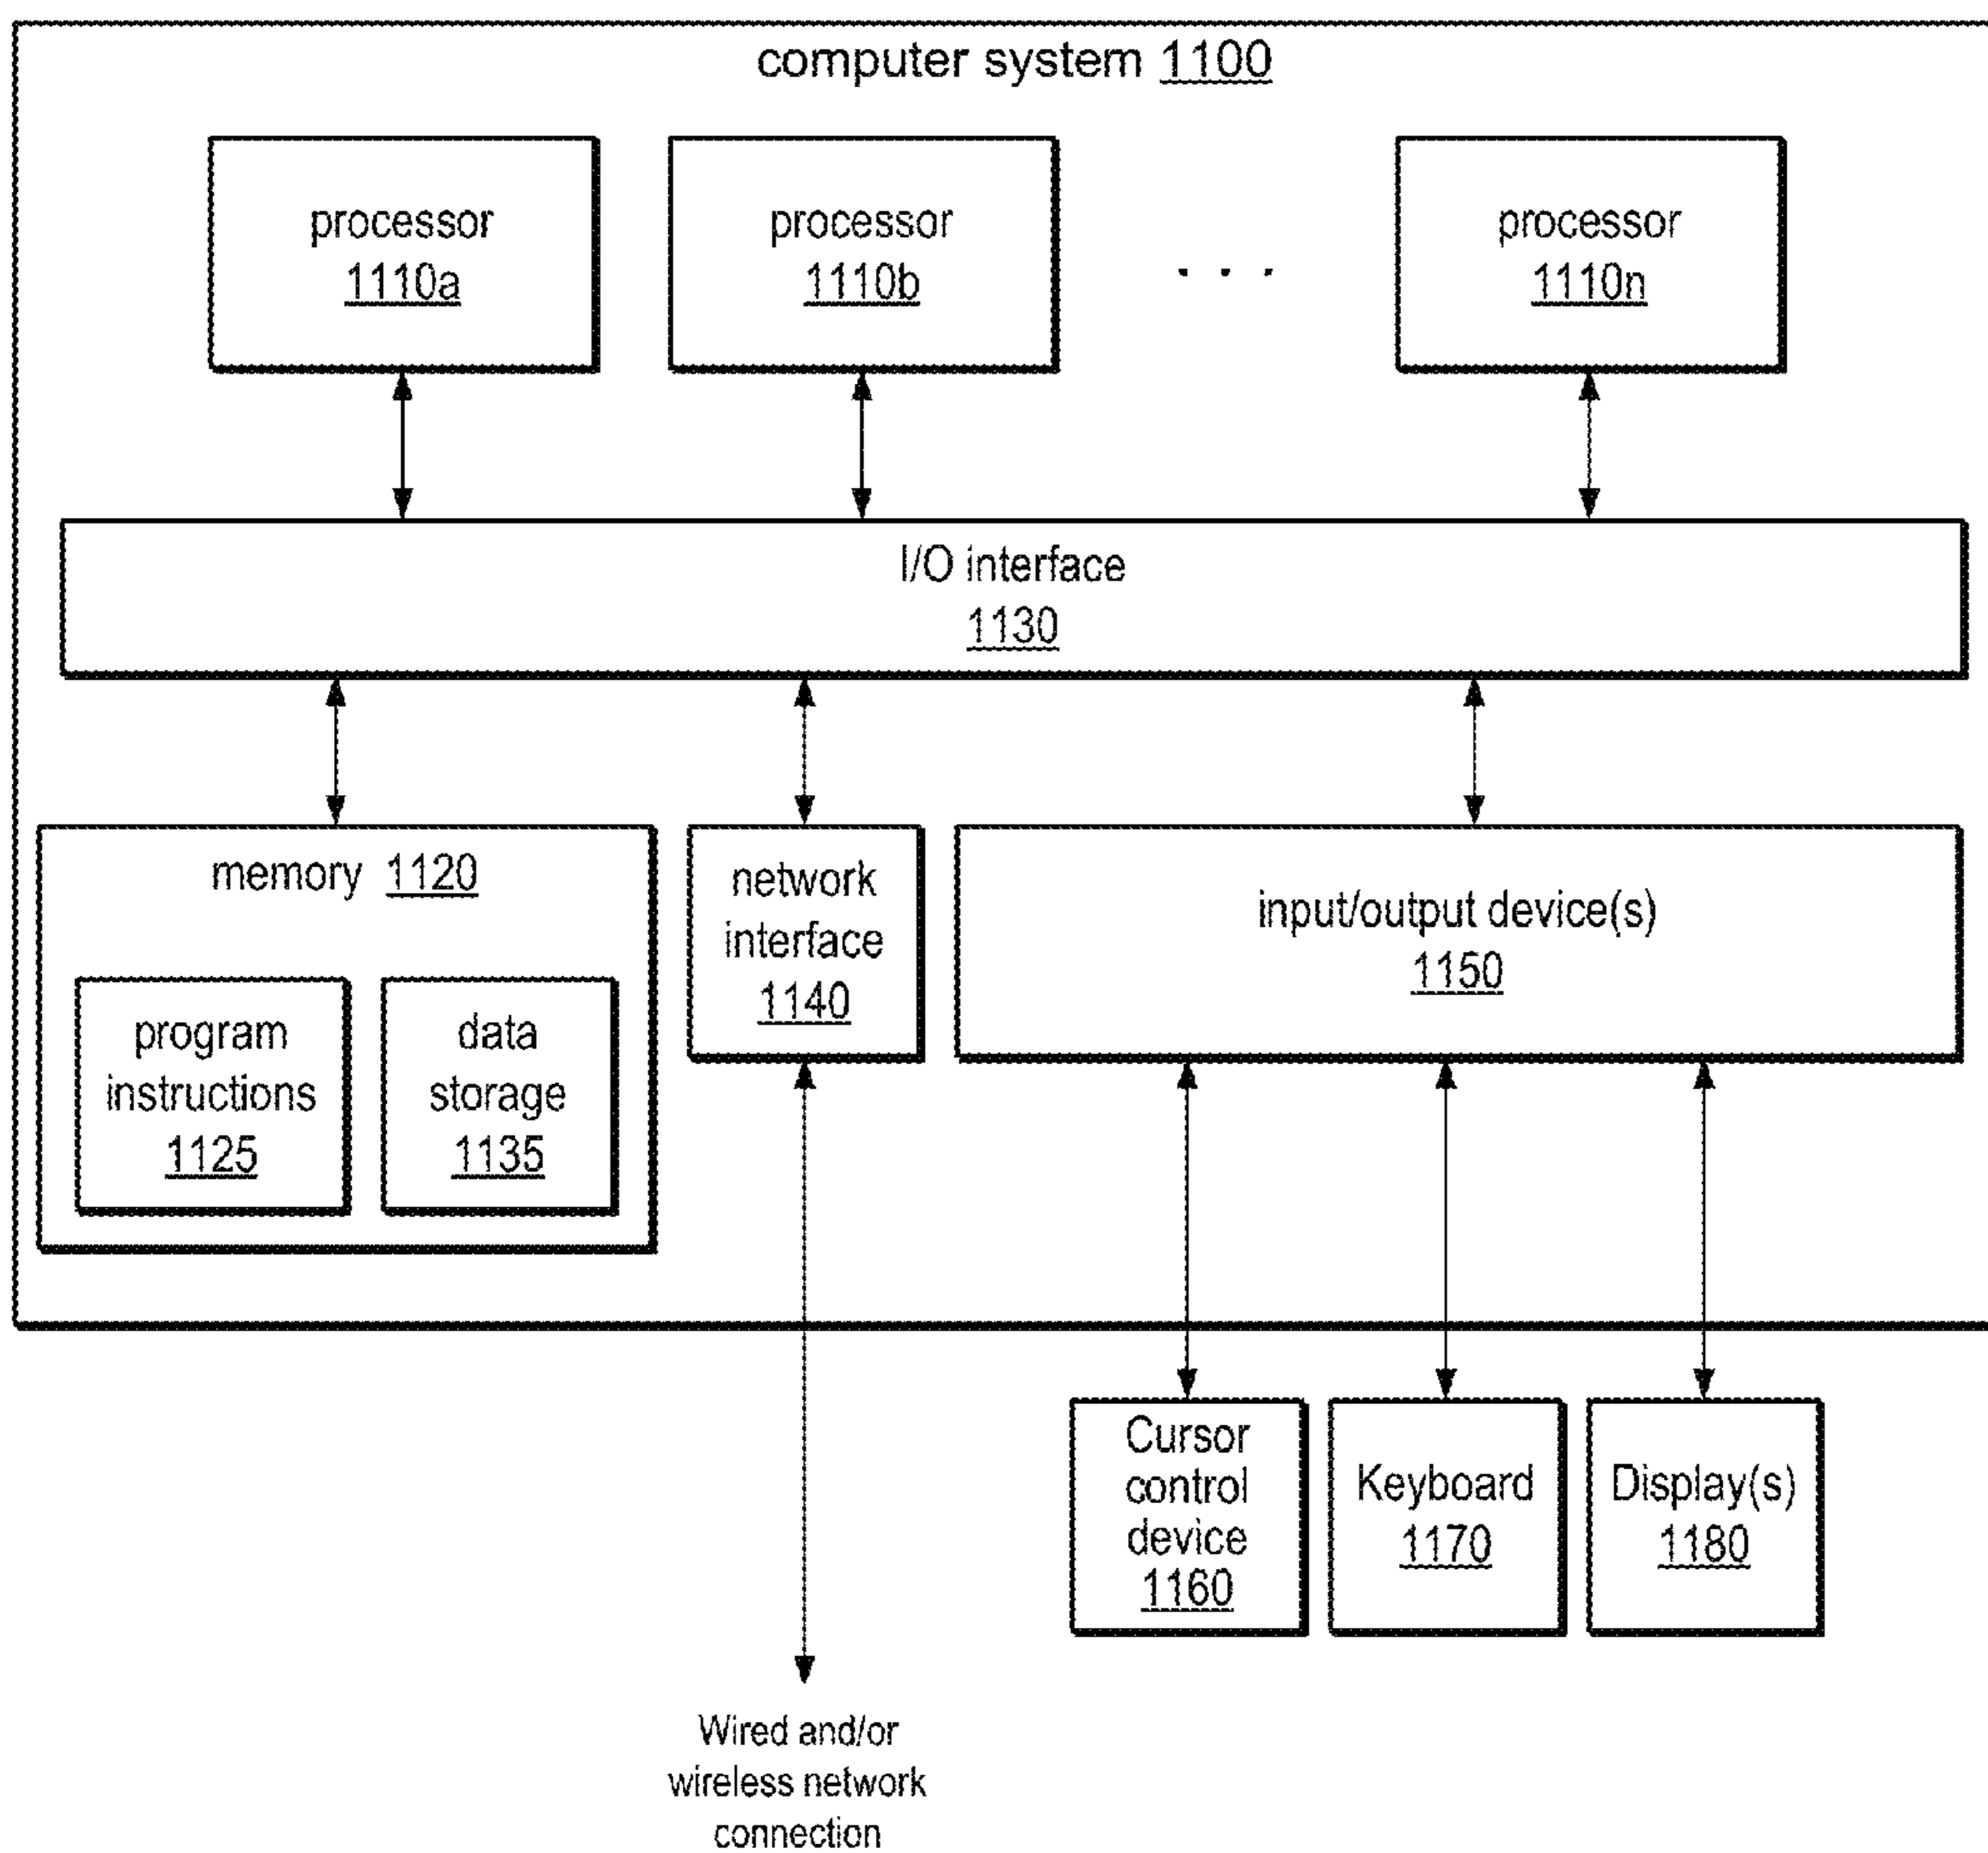 computer system 1100
processor
1110a
processor
1110b
. . .
processor
1110n
I/O interface
1130
memory 1120
program
instructions
1125
data
storage
1135
network
interface
1140
input/output device(s)
1150
Cursor
control
device
1160
Keyboard
1170
Display(s)
1180
Wired and/or
wireless network
connection